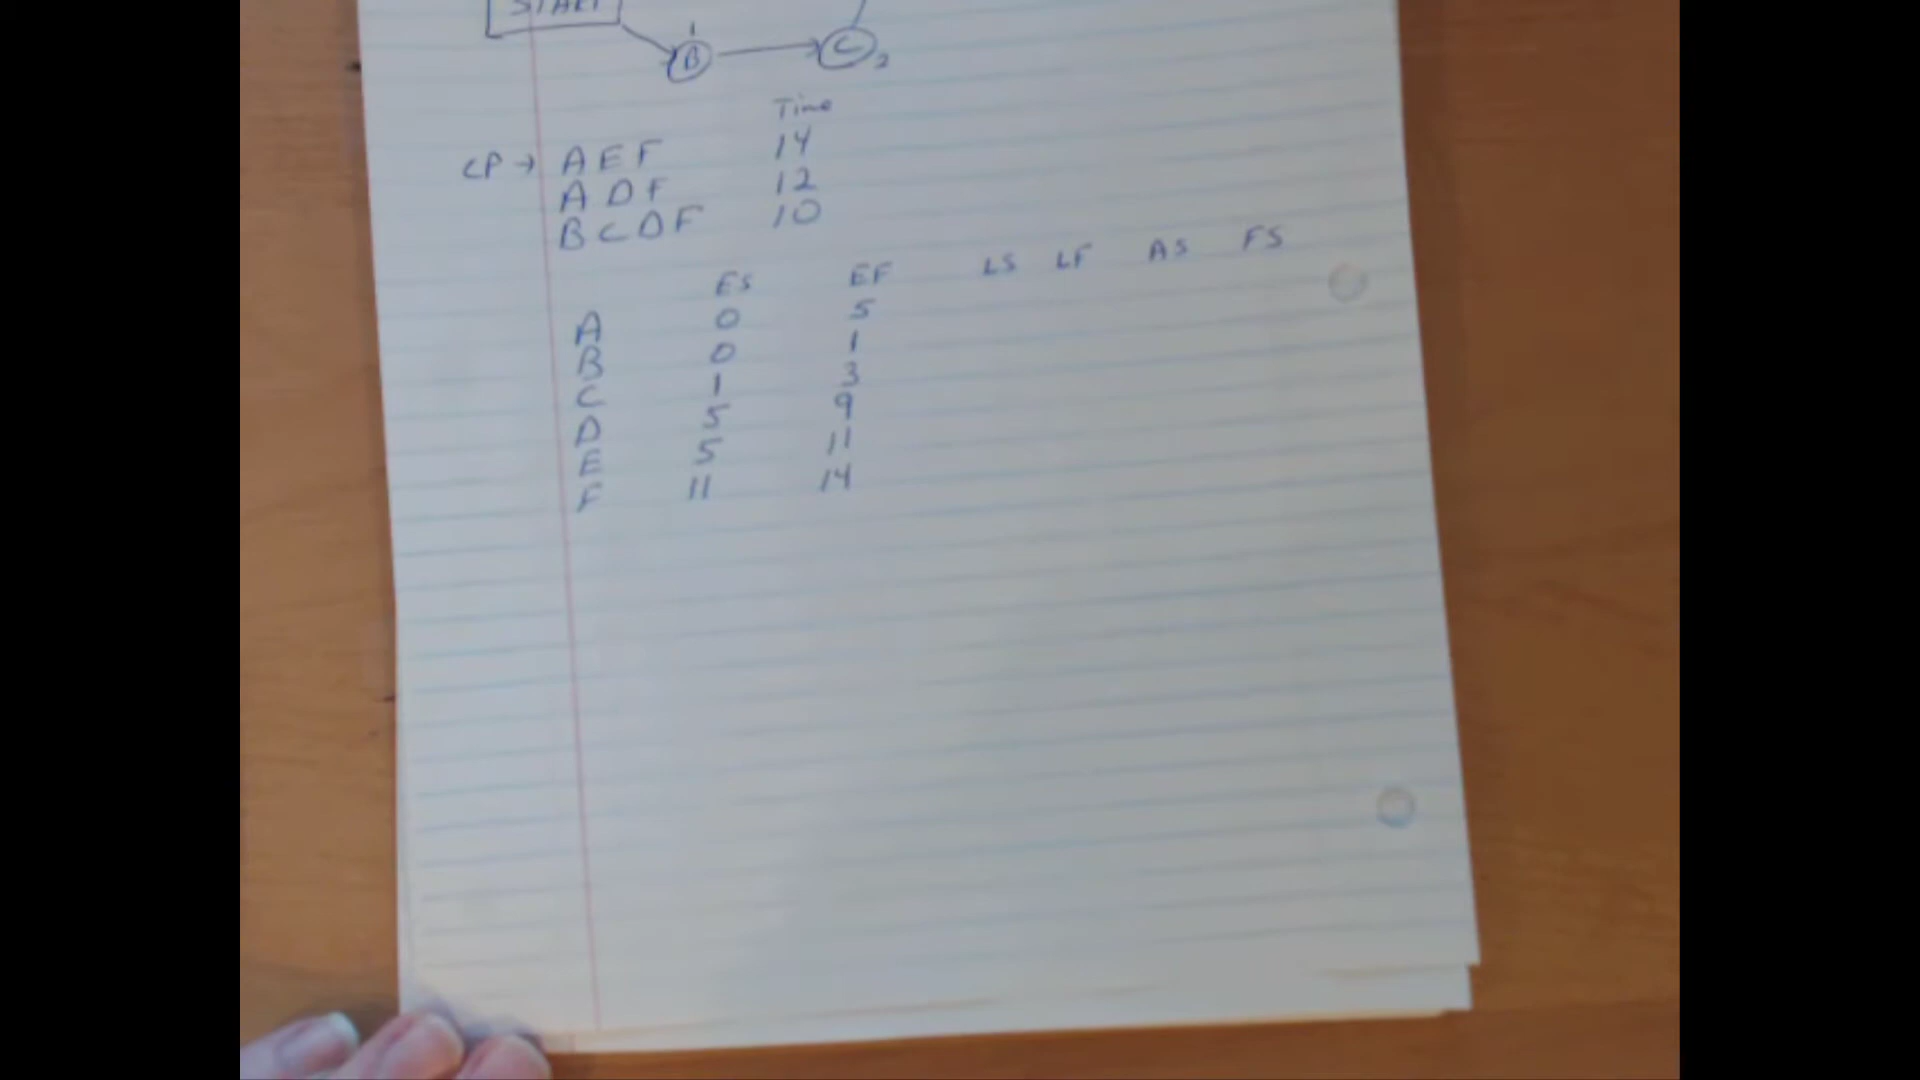 START
1
B C 2
Time
CP → A E F 14
A D F 12
B C D F 10
ES EF LS LF AS FS
A 0 5
B 0 1
C 1 3
D 5 9
E 5 11
F 11 14